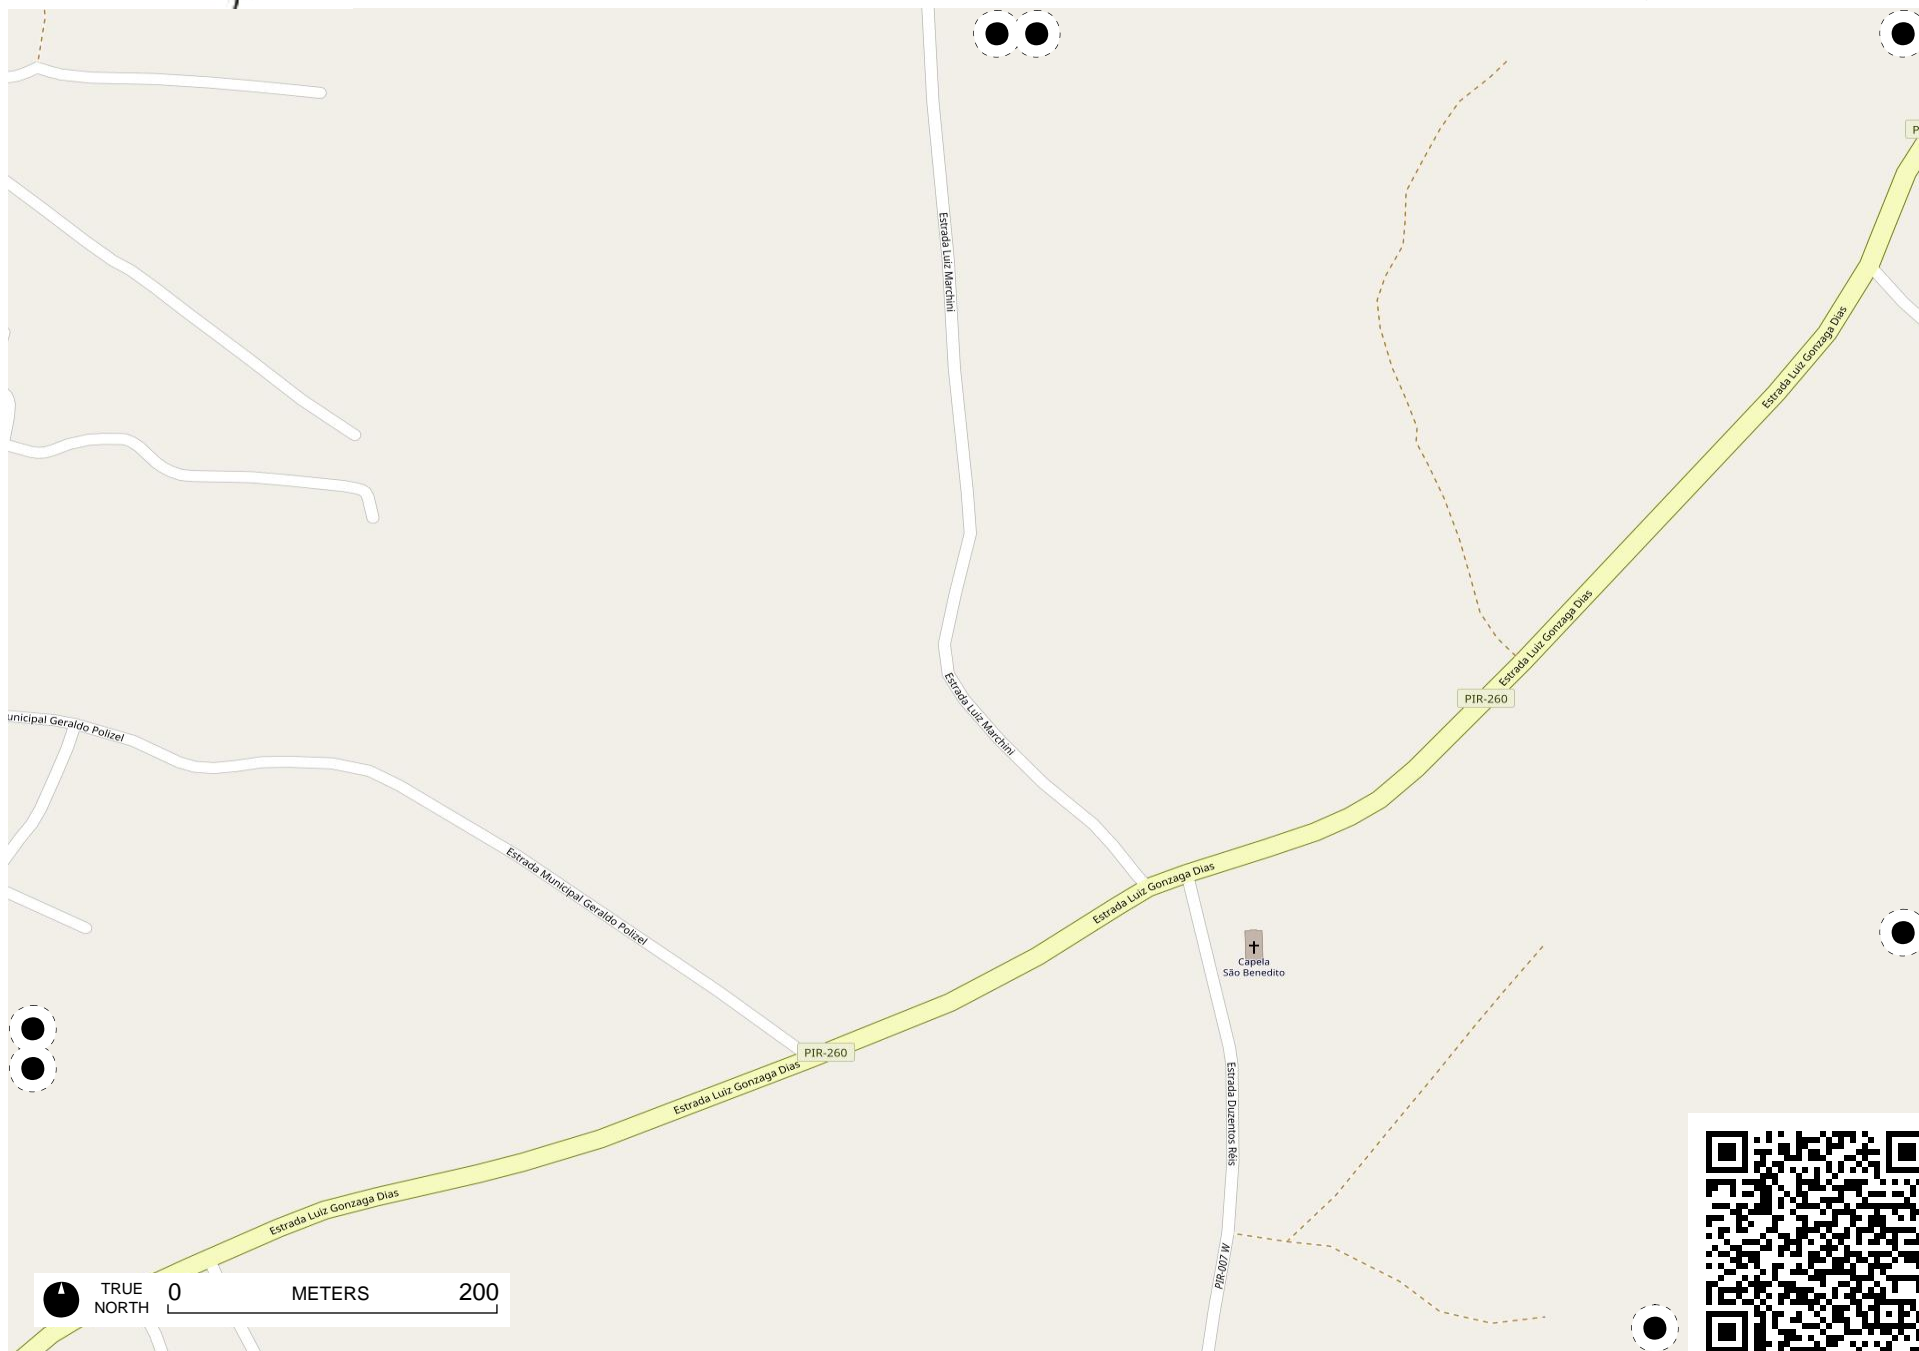 Estrada Luiz Marchini
Estrada Luiz Gonzaga Dias
Estrada Luiz Gonzaga Dias
PIR-260
Estrada Luiz Marchini
unicipal Geraldo Polizel
Estrada Municipal Geraldo Polizel
Estrada Luiz Gonzaga Dias
Capela
São Benedito
PIR-260
Estrada Luiz Gonzaga Dias
Estrada Duzentos Réis
Estrada Luiz Gonzaga Dias
PIR-007 W
TRUE
NORTH
0 METERS 200